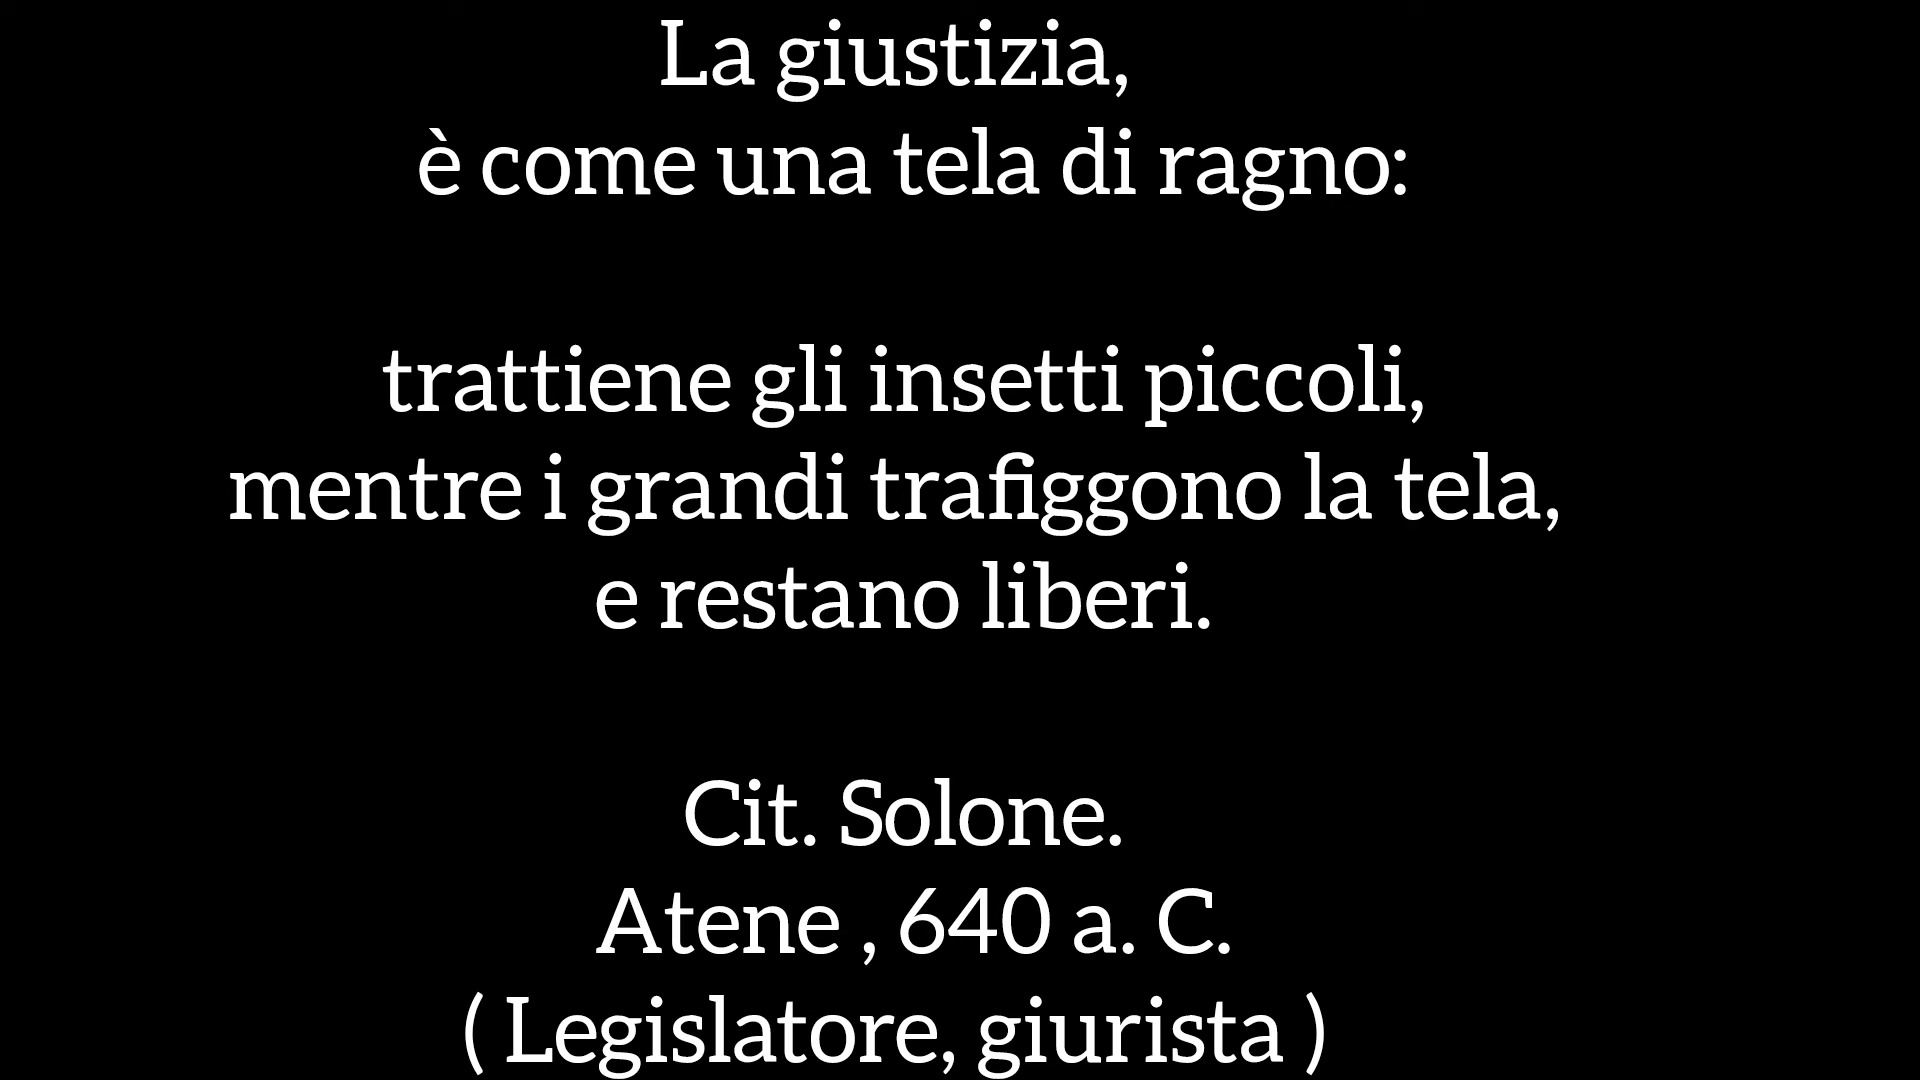 La giustizia,
è come una tela di ragno:
trattiene gli insetti piccoli,
mentre i grandi trafiggono la tela,
e restano liberi.
Cit. Solone.
Atene , 640 a. C.
( Legislatore, giurista )